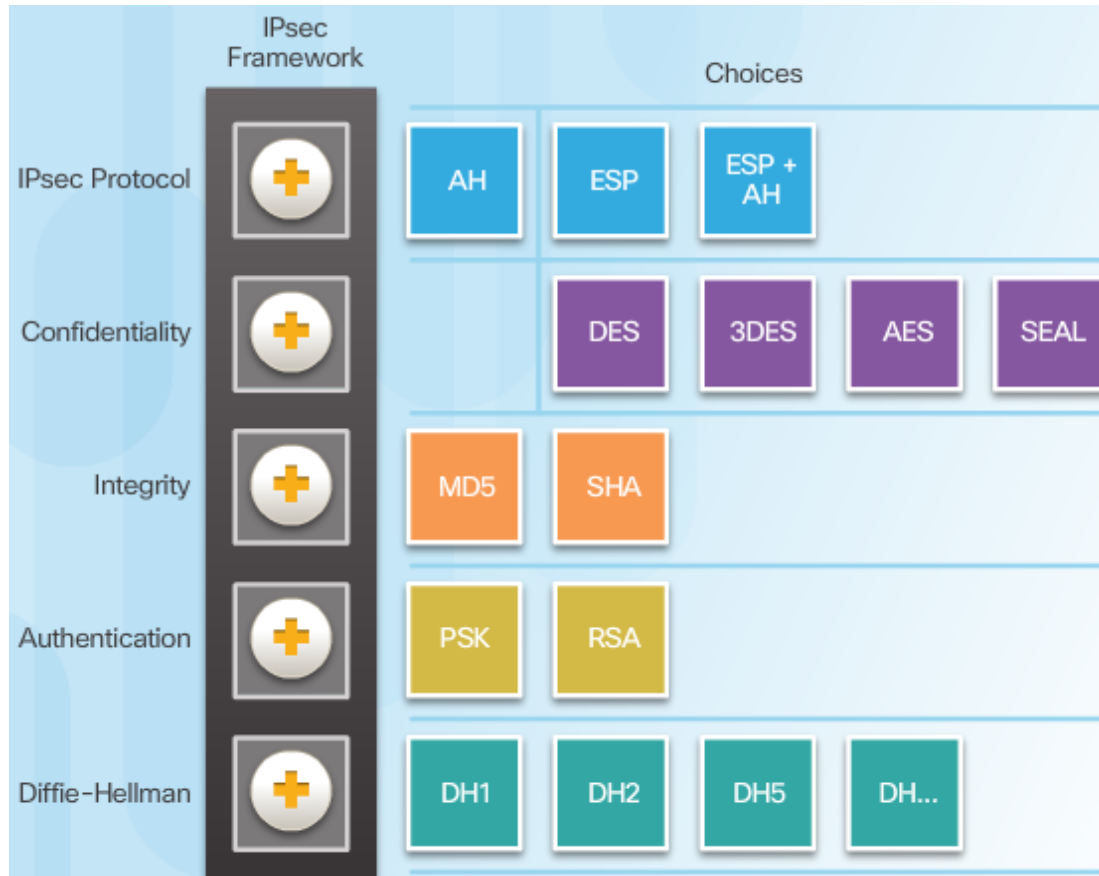 IPsec
Framework
Choices
IPsec Protocol
AH
ESP
ESP +
AH
Confidentiality
DES
3DES
AES
SEAL
Integrity
MD5
SHA
Authentication
PSK
RSA
Diffie-Hellman
DH1
DH2
DH5
DH...